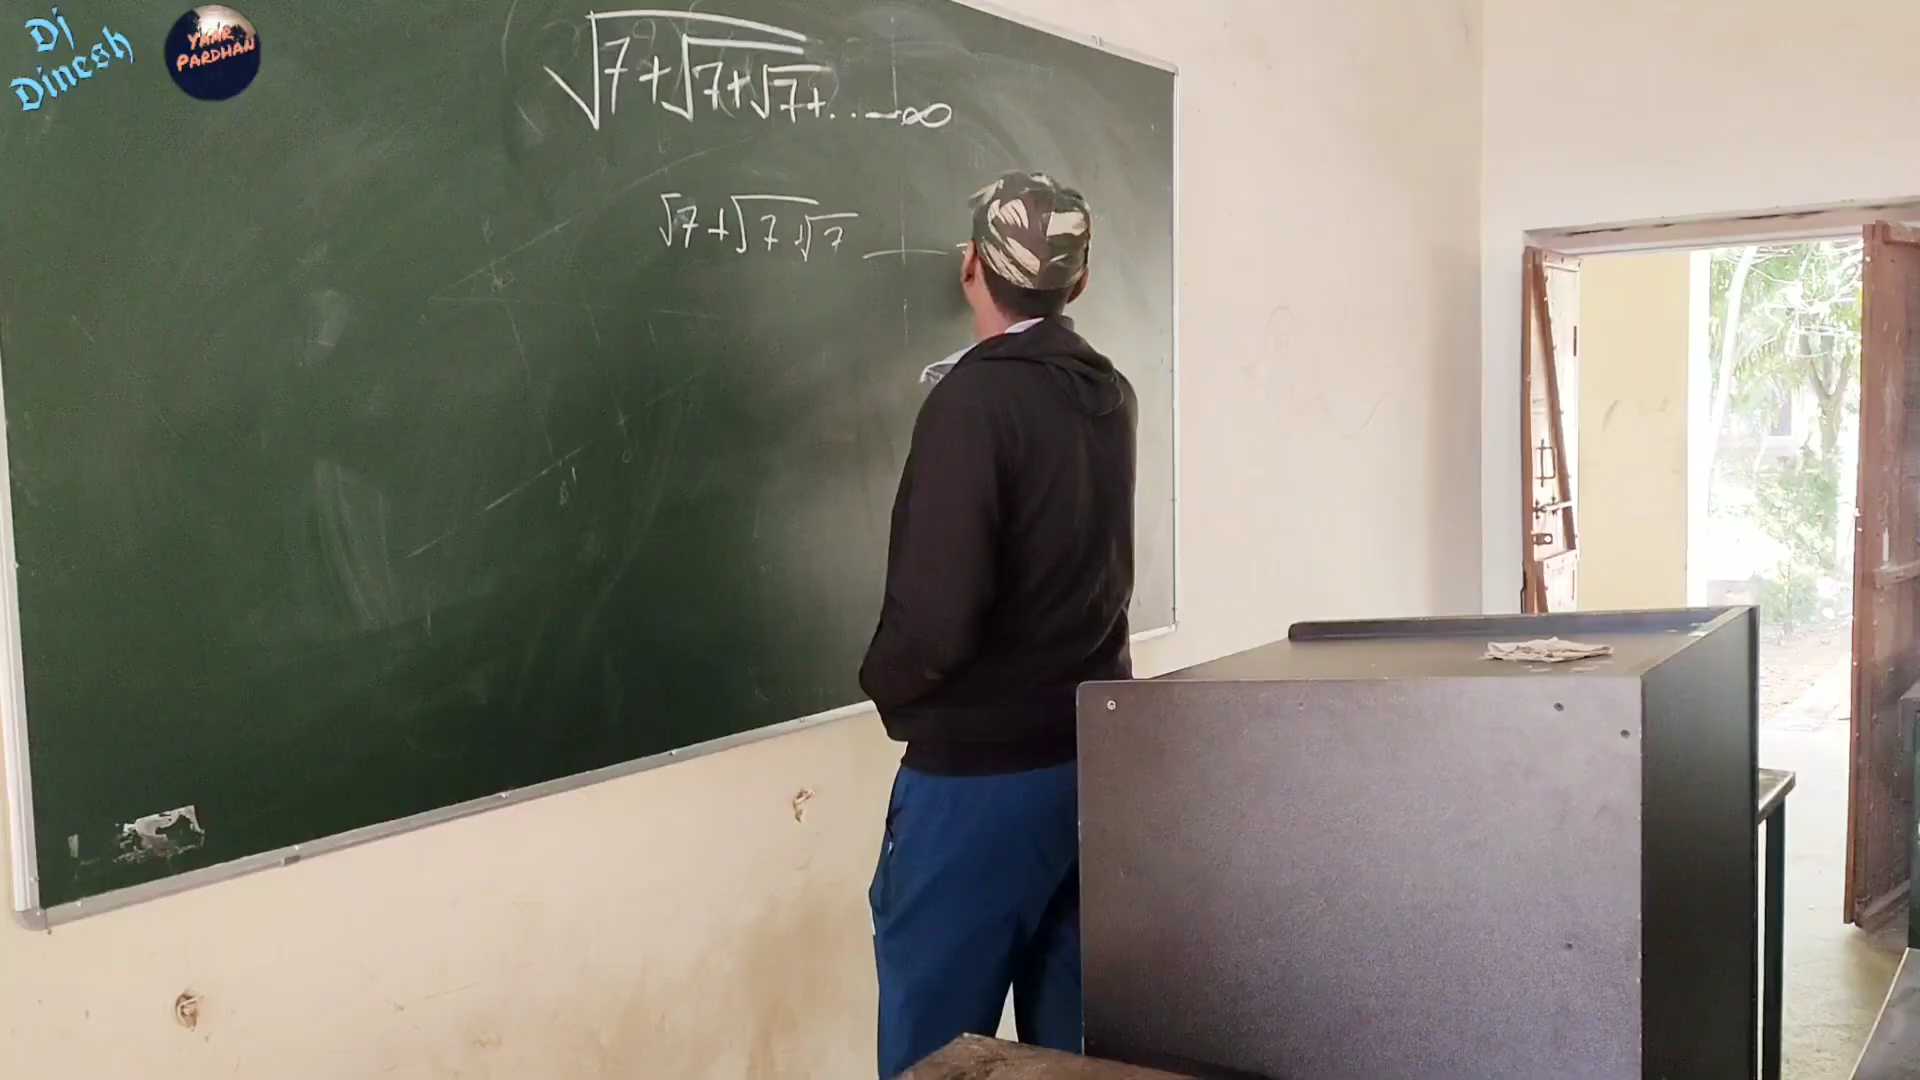 Dj
Dinesh
YAAR
PARDHAN
√7+√7+√7+..—∞
√7+√7+√7 —